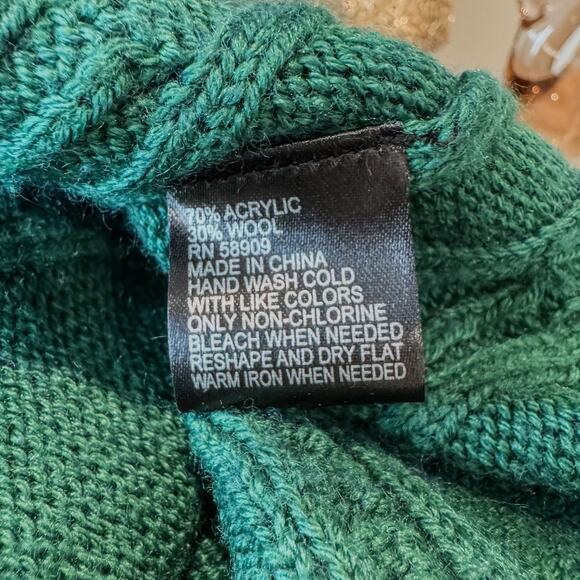 70% ACRYLIC
30% WOOL
RN 58909
MADE IN CHINA
HAND WASH COLD
WITH LIKE COLORS
ONLY NON-CHLORINE
BLEACH WHEN NEEDED
RESHAPE AND DRY FLAT
WARM IRON WHEN NEEDED